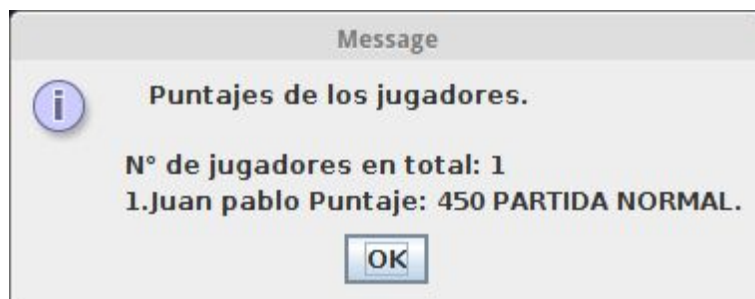 Message
i
Puntajes de los jugadores.
N° de jugadores en total: 1
1.Juan pablo Puntaje: 450 PARTIDA NORMAL.
OK